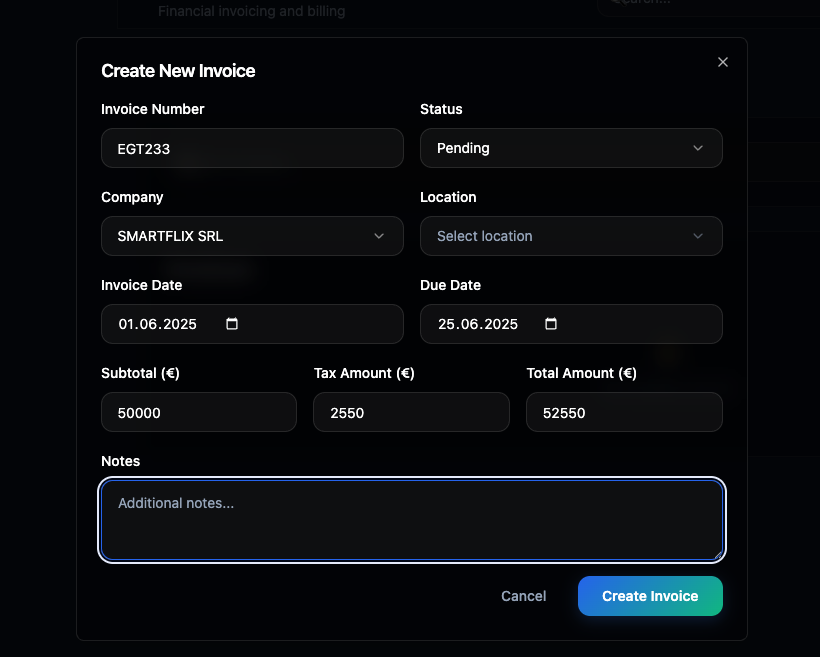 Financial invoicing and billing
Create New Invoice
Invoice Number
Status
EGT233
Pending
Company
Location
SMARTFLIX SRL
Select location
Invoice Date
Due Date
01.06.2025
25.06.2025
Subtotal (€)
Tax Amount (€)
Total Amount (€)
50000
2550
52550
Notes
Additional notes...
Cancel
Create Invoice